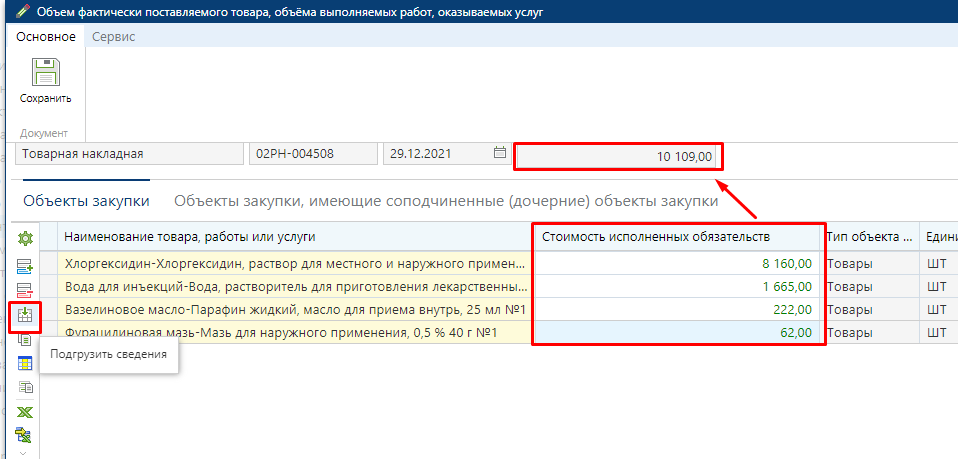 Объем фактически поставляемого товара, объёма выполняемых работ, оказываемых услуг
Основное Сервис
Сохранить
Документ
Товарная накладная 02РН-004508 29.12.2021 10 109,00
Объекты закупки Объекты закупки, имеющие соподчиненные (дочерние) объекты закупки
Наименование товара, работы или услуги Стоимость исполненных обязательств Тип объекта ... Едини
Хлоргексидин-Хлоргексидин, раствор для местного и наружного примен... 8 160,00 Товары ШТ
Вода для инъекций-Вода, растворитель для приготовления лекарственны... 1 665,00 Товары ШТ
Вазелиновое масло-Парафин жидкий, масло для приема внутрь, 25 мл №1 222,00 Товары ШТ
Фурацилиновая мазь-Мазь для наружного применения, 0,5 % 40 г №1 62,00 Товары ШТ
Подгрузить сведения